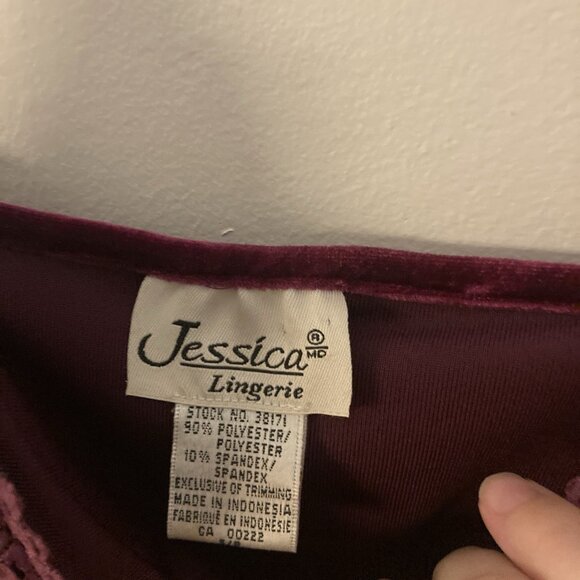 Jessica ® MD
Lingerie
STOCK NO. 38171
90% POLYESTER/
POLYESTER
10% SPANDEX/
SPANDEX
EXCLUSIVE OF TRIMMING
MADE IN INDONESIA
FABRIQUÉ EN INDONÉSIE
CA 00222